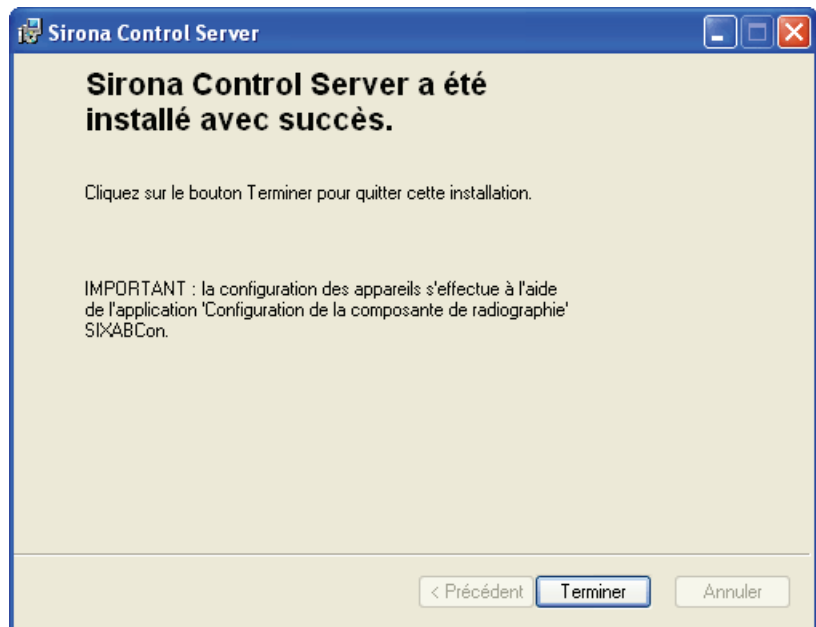 Sirona Control Server
Sirona Control Server a été
installé avec succès.
Cliquez sur le bouton Terminer pour quitter cette installation.
IMPORTANT : la configuration des appareils s'effectue à l'aide
de l'application 'Configuration de la composante de radiographie'
SIXABCon.
< Précédent
Terminer
Annuler